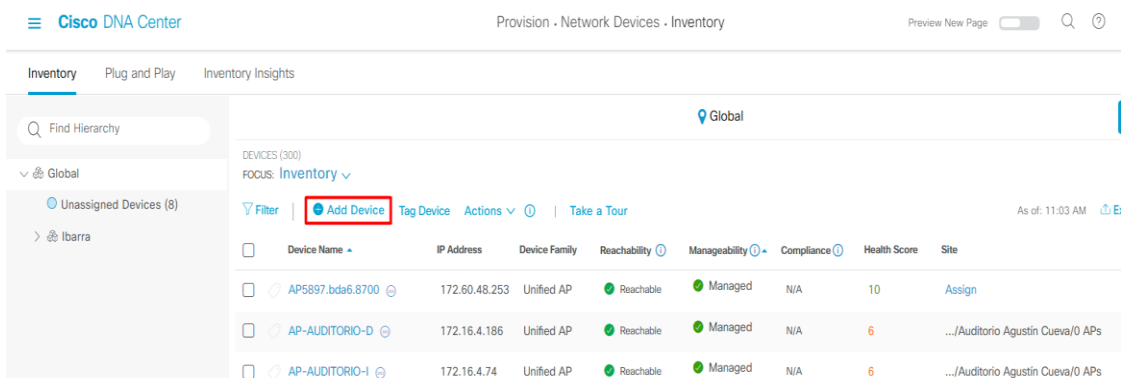 Cisco DNA Center
Provision • Network Devices • Inventory
Preview New Page
Inventory Plug and Play Inventory Insights
Find Hierarchy
Global
Global
Unassigned Devices (8)
Ibarra
DEVICES (300)
FOCUS: Inventory
Filter | Add Device Tag Device Actions | Take a Tour
As of: 11:03 AM
Device Name IP Address Device Family Reachability Manageability Compliance Health Score Site
AP5897.bda6.8700 172.60.48.253 Unified AP Reachable Managed N/A 10 Assign
AP-AUDITORIO-D 172.16.4.186 Unified AP Reachable Managed N/A 6 .../Auditorio Agustín Cueva/0 APs
AP-AUDITORIO-I 172.16.4.74 Unified AP Reachable Managed N/A 6 .../Auditorio Agustín Cueva/0 APs